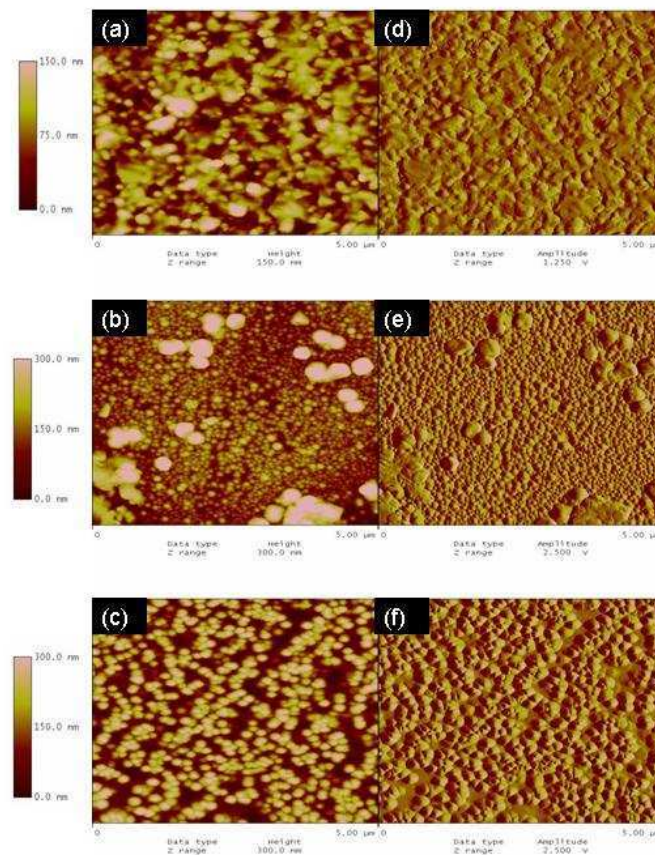 (a) (d)
150.0 nm
75.0 nm
0.0 nm
0 5.00 µm 0 5.00 µm
Data type Height Data type Amplitude
Z range 150.0 nm Z range 1.250 V
(b) (e)
300.0 nm
150.0 nm
0.0 nm
0 5.00 µm 0 5.00 µm
Data type Height Data type Amplitude
Z range 300.0 nm Z range 2.500 V
(c) (f)
300.0 nm
150.0 nm
0.0 nm
0 5.00 µm 0 5.00 µm
Data type Height Data type Amplitude
Z range 300.0 nm Z range 2.500 V